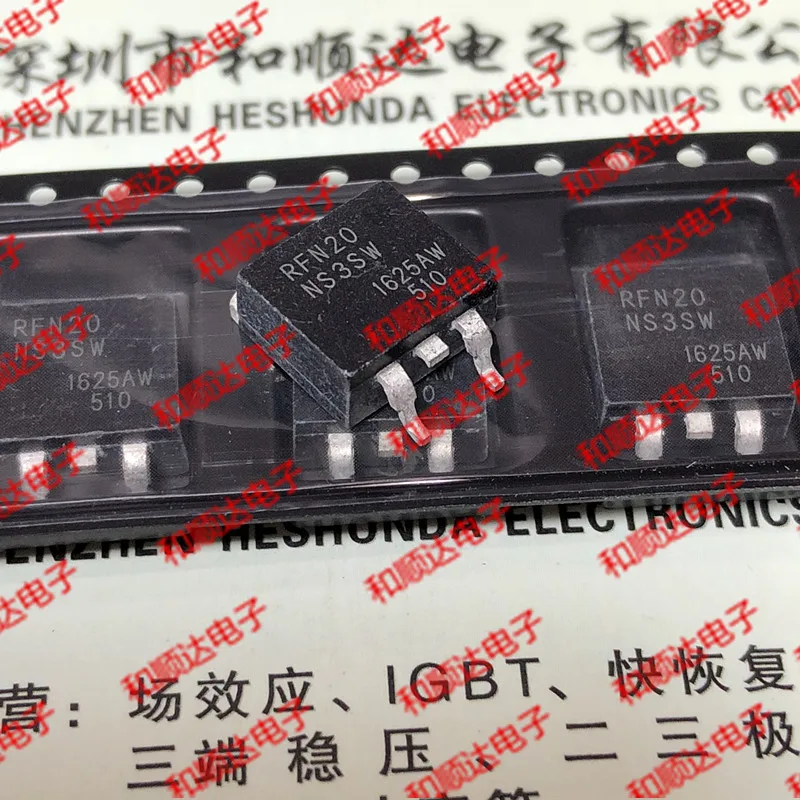 深圳市和顺达电子有限公
SHENZHEN HESHUNDA ELECTRONICS CO
RFN20
NS3SW
1625AW
510
RFN20
NS3SW
1625AW
510
RFN20
NS3SW
1625AW
510
ENZHEN HESHUNDA ELECTRONICS
营：场效应、IGBT、快恢复
三端稳压、二三极
和顺达电子